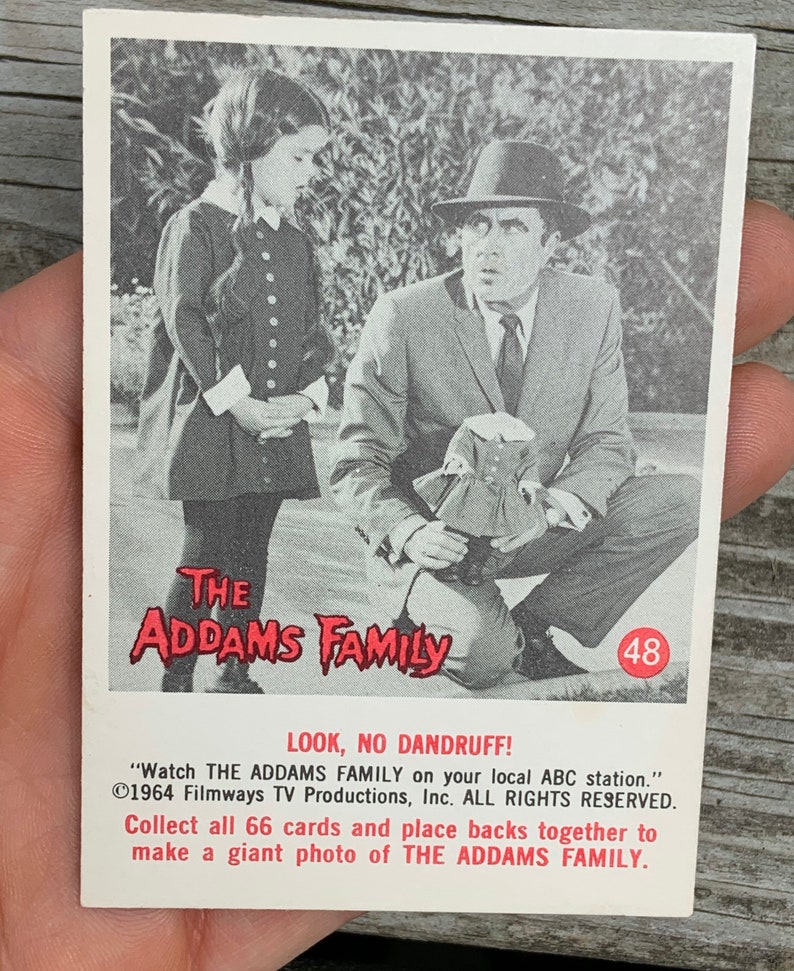 THE
ADDAMS FAMILY
48
LOOK, NO DANDRUFF!
"Watch THE ADDAMS FAMILY on your local ABC station."
©1964 Filmways TV Productions, Inc. ALL RIGHTS RESERVED.
Collect all 66 cards and place backs together to
make a giant photo of THE ADDAMS FAMILY.